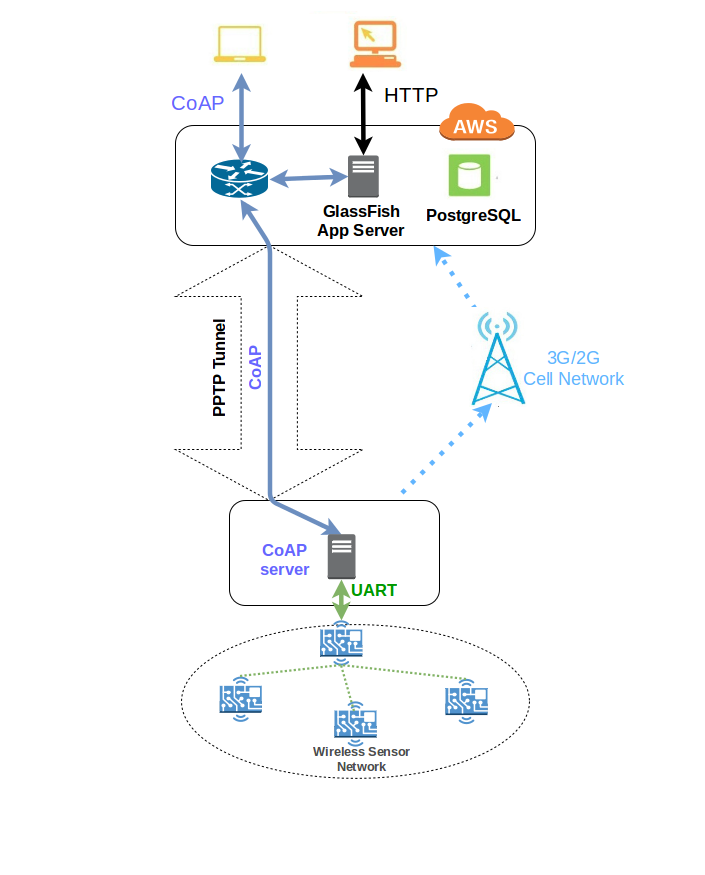 CoAP
HTTP
AWS
GlassFish
App Server
PostgreSQL
PPTP Tunnel
CoAP
3G/2G
Cell Network
CoAP
server
UART
Wireless Sensor
Network